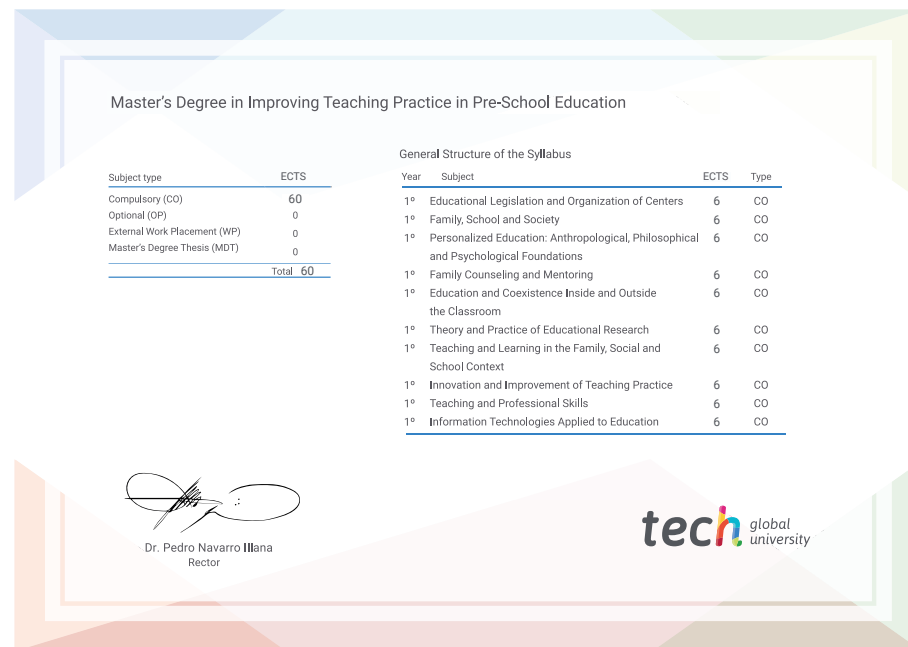 Master's Degree in Improving Teaching Practice in Pre-School Education
Subject type ECTS
Compulsory (CO) 60
Optional (OP) 0
External Work Placement (WP) 0
Master's Degree Thesis (MDT) 0
Total 60
General Structure of the Syllabus
Year Subject ECTS Type
1º Educational Legislation and Organization of Centers 6 CO
1º Family, School and Society 6 CO
1º Personalized Education: Anthropological, Philosophical 6 CO
and Psychological Foundations
1º Family Counseling and Mentoring 6 CO
1º Education and Coexistence Inside and Outside 6 CO
the Classroom
1º Theory and Practice of Educational Research 6 CO
1º Teaching and Learning in the Family, Social and 6 CO
School Context
1º Innovation and Improvement of Teaching Practice 6 CO
1º Teaching and Professional Skills 6 CO
1º Information Technologies Applied to Education 6 CO
Dr. Pedro Navarro Illana
Rector
tech global
university